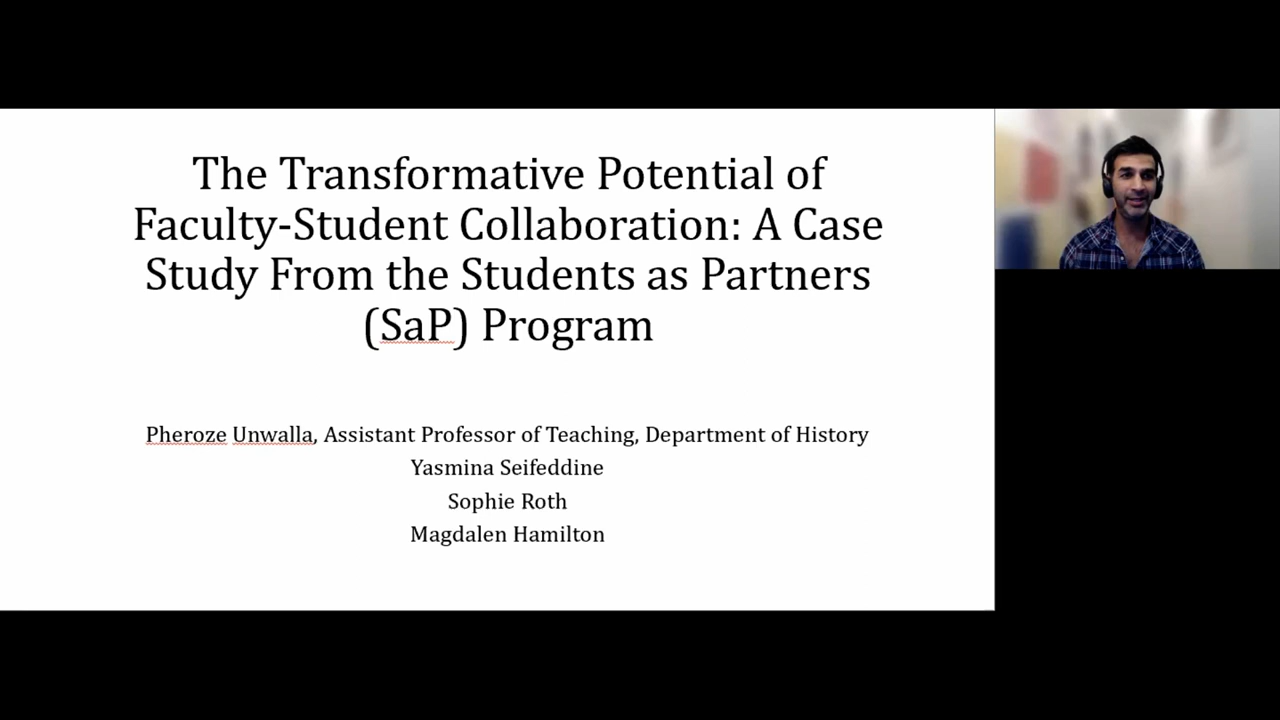 The Transformative Potential of
Faculty-Student Collaboration: A Case
Study From the Students as Partners
(SaP) Program
Pheroze Unwalla, Assistant Professor of Teaching, Department of History
Yasmina Seifeddine
Sophie Roth
Magdalen Hamilton